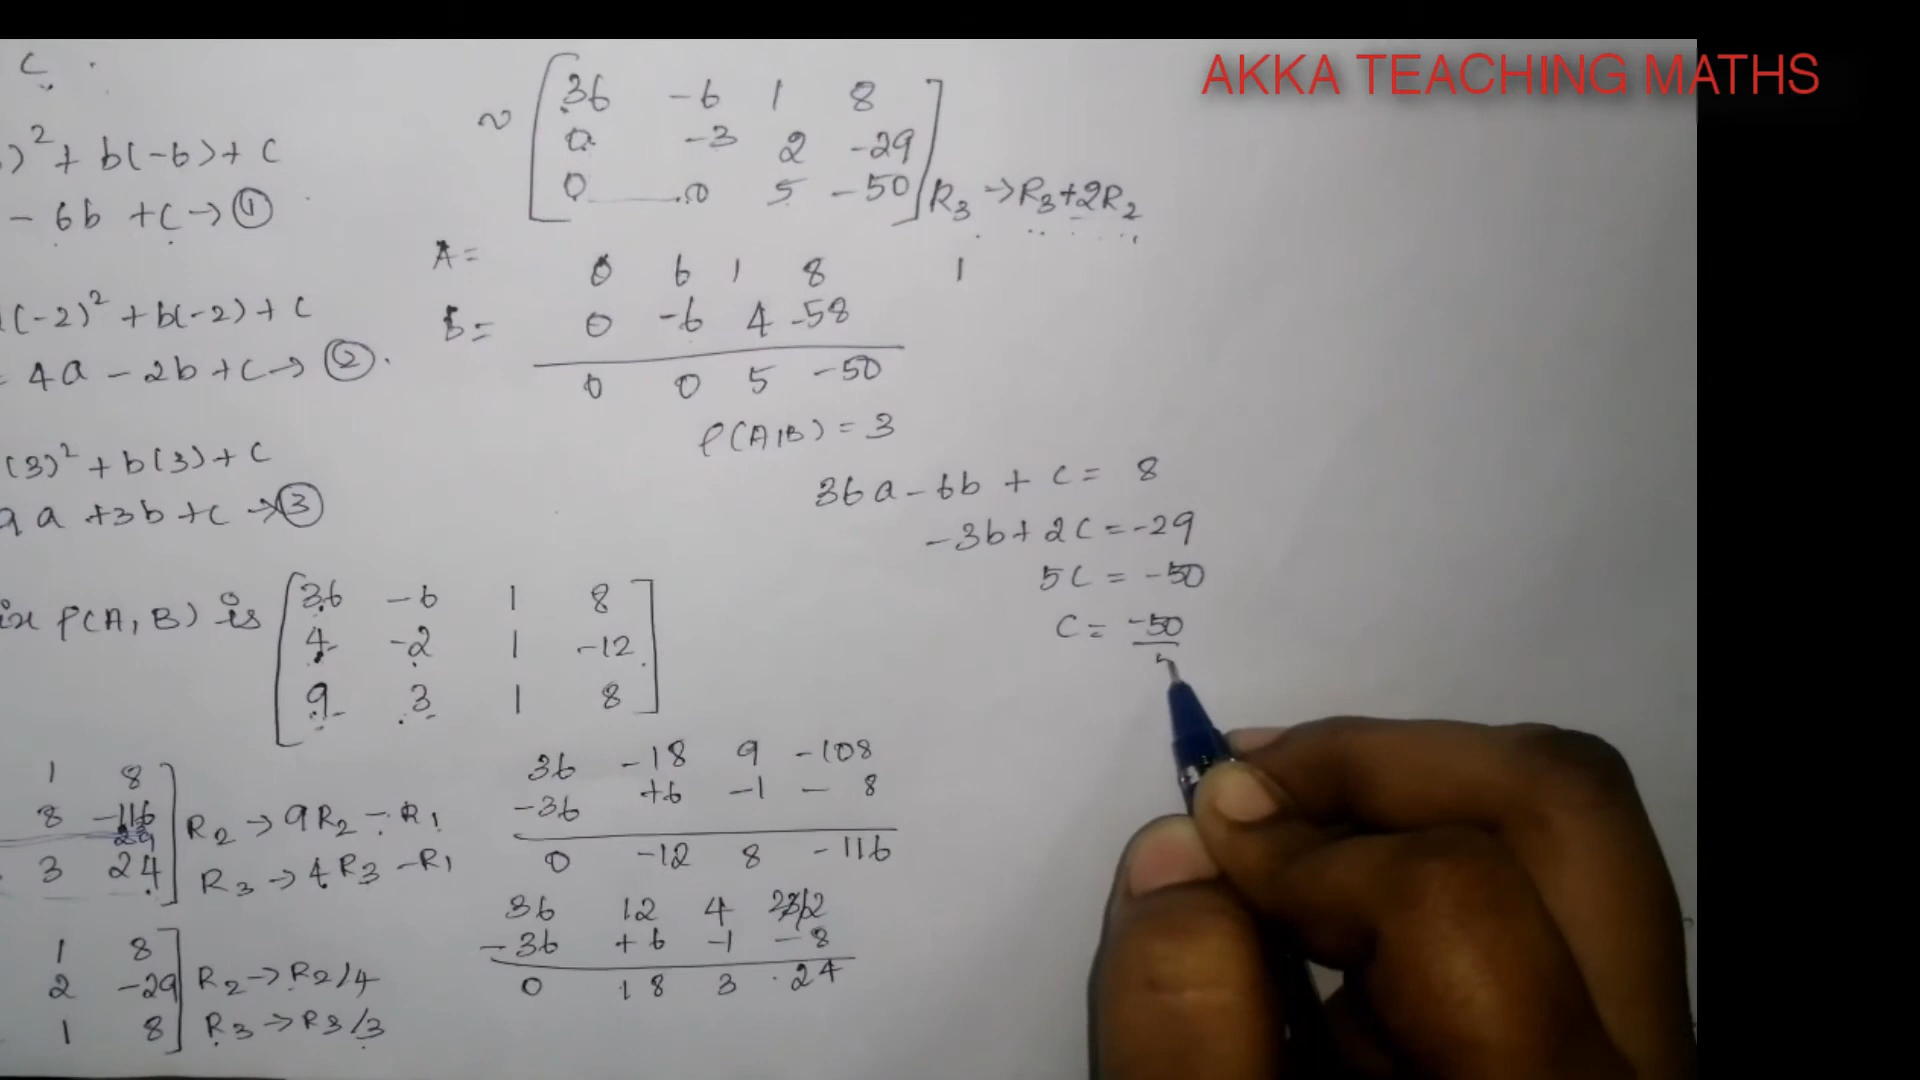 AKKA TEACHING MATHS
C .
)² + b(-6) + C
- 6b + C → ①
(-2)² + b(-2) + C
= 4a - 2b + C → ②.
(3)² + b(3) + C
9a + 3b + C → ③
ρ(A, B) is
36 -6 1 8
4 -2 1 -12
9 3 1 8
1 8
8 -116
3 24
R₂ → 9R₂ - R₁
R₃ → 4R₃ - R₁
1 8
2 -29
1 8
R₂ → R₂/4
R₃ → R₃/3
~ 36 -6 1 8
0 -3 2 -29
0 0 5 -50 R₃ → R₃+2R₂
A =
0 6 1 8 1
B =
0 -6 4 -58
0 0 5 -50
ρ(A,B) = 3
36 -18 9 -108
-36 +6 -1 - 8
0 -12 8 -116
36 12 4
-36 +6 -1 -8
0 18 3 24
36a - 6b + C = 8
-3b + 2C = -29
5C = -50
C = -50
5